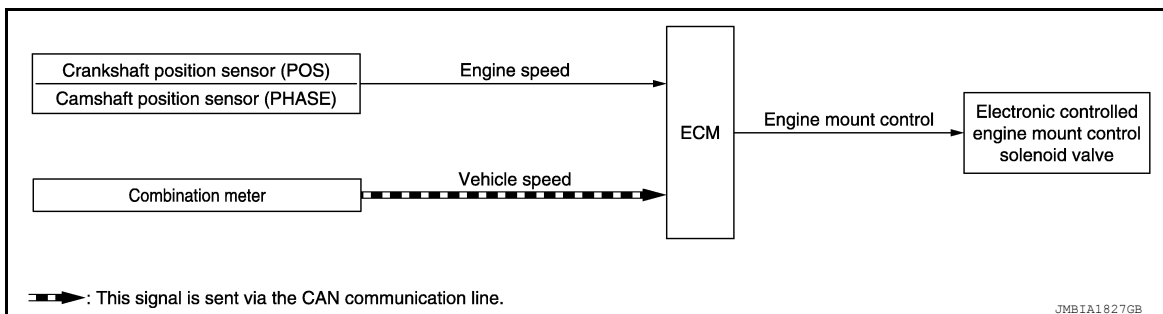 Crankshaft position sensor (POS)
Camshaft position sensor (PHASE)
Engine speed
Combination meter
Vehicle speed
ECM
Engine mount control
Electronic controlled
engine mount control
solenoid valve
: This signal is sent via the CAN communication line.
JMBIA1827GB